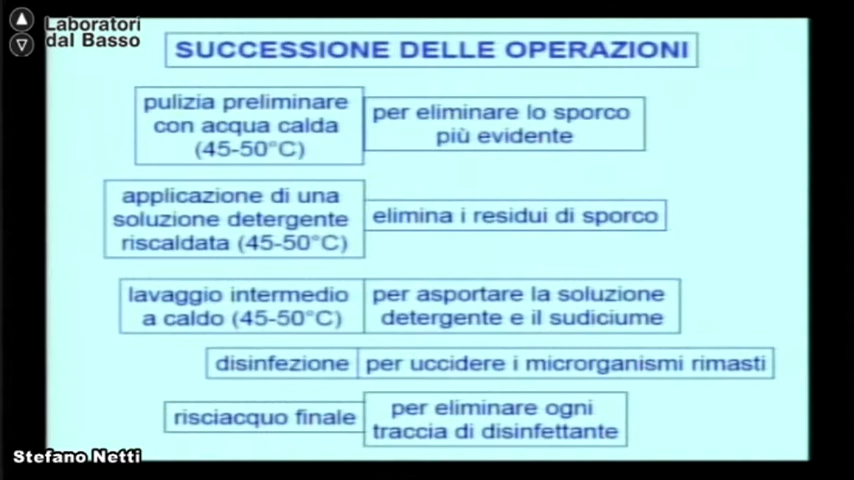 Laboratori
dal Basso
SUCCESSIONE DELLE OPERAZIONI
pulizia preliminare
con acqua calda
(45-50°C)
per eliminare lo sporco
più evidente
applicazione di una
soluzione detergente
riscaldata (45-50°C)
elimina i residui di sporco
lavaggio intermedio
a caldo (45-50°C)
per asportare la soluzione
detergente e il sudiciume
disinfezione
per uccidere i microrganismi rimasti
risciacquo finale
per eliminare ogni
traccia di disinfettante
Stefano Netti